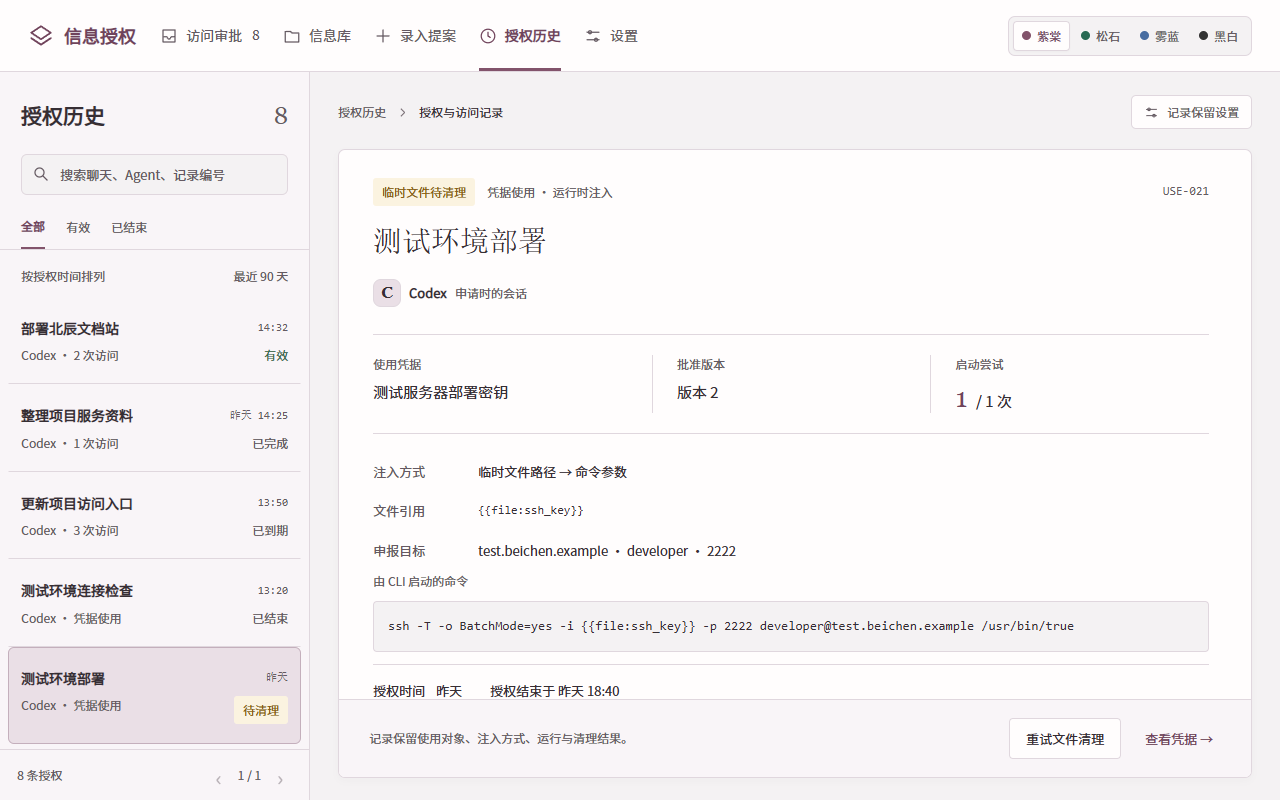 信息授权
访问审批 8
信息库
录入提案
授权历史
设置
紫棠
松石
雾蓝
黑白
授权历史 8
搜索聊天、Agent、记录编号
全部 有效 已结束
按授权时间排列 最近 90 天
部署北辰文档站 14:32
Codex · 2 次访问 有效
整理项目服务资料 昨天 14:25
Codex · 1 次访问 已完成
更新项目访问入口 13:50
Codex · 3 次访问 已到期
测试环境连接检查 13:20
Codex · 凭据使用 已结束
测试环境部署 昨天
Codex · 凭据使用 待清理
8 条授权 ‹ 1 / 1 ›
授权历史 > 授权与访问记录
记录保留设置
临时文件待清理 凭据使用 · 运行时注入 USE-021
测试环境部署
C Codex 申请时的会话
使用凭据 批准版本 启动尝试
测试服务器部署密钥 版本 2 1 / 1 次
注入方式 临时文件路径 → 命令参数
文件引用 {{file:ssh_key}}
申报目标 test.beichen.example · developer · 2222
由 CLI 启动的命令
ssh -T -o BatchMode=yes -i {{file:ssh_key}} -p 2222 developer@test.beichen.example /usr/bin/true
授权时间 昨天 授权结束于 昨天 18:40
记录保留使用对象、注入方式、运行与清理结果。
重试文件清理
查看凭据 →